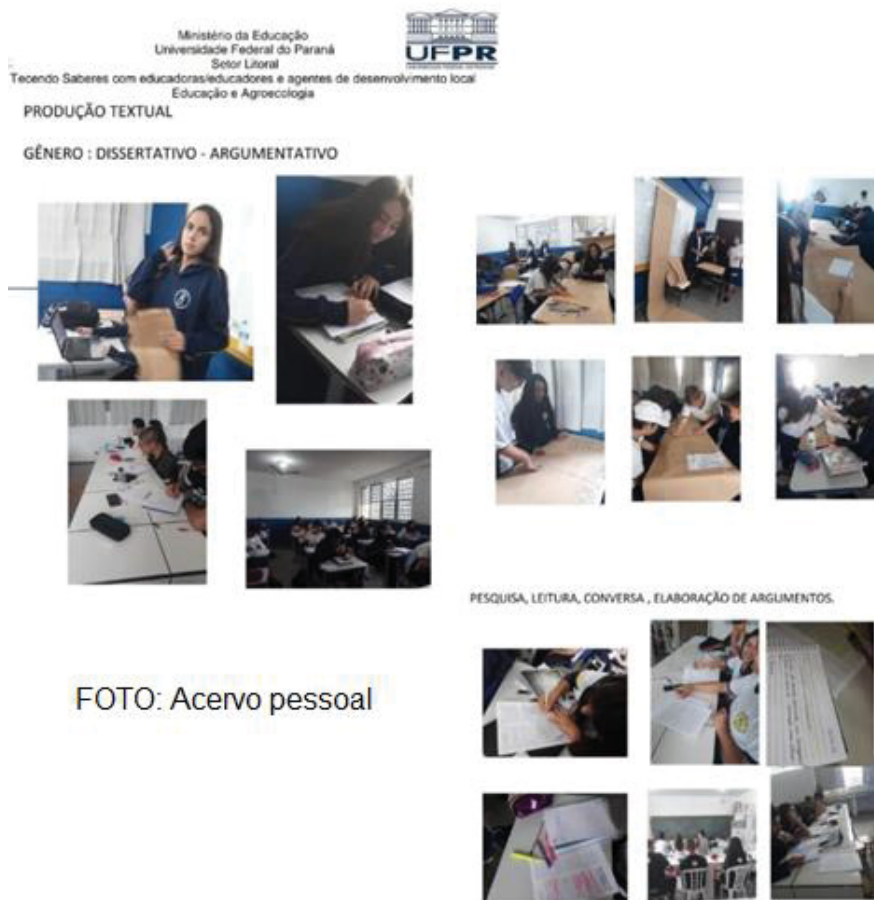 Ministério da Educação
Universidade Federal do Paraná
Setor Litoral
Tecendo Saberes com educadoras/educadores e agentes de desenvolvimento local
Educação e Agroecologia
UFPR
PRODUÇÃO TEXTUAL
GÊNERO : DISSERTATIVO - ARGUMENTATIVO
PESQUISA, LEITURA, CONVERSA , ELABORAÇÃO DE ARGUMENTOS.
FOTO: Acervo pessoal